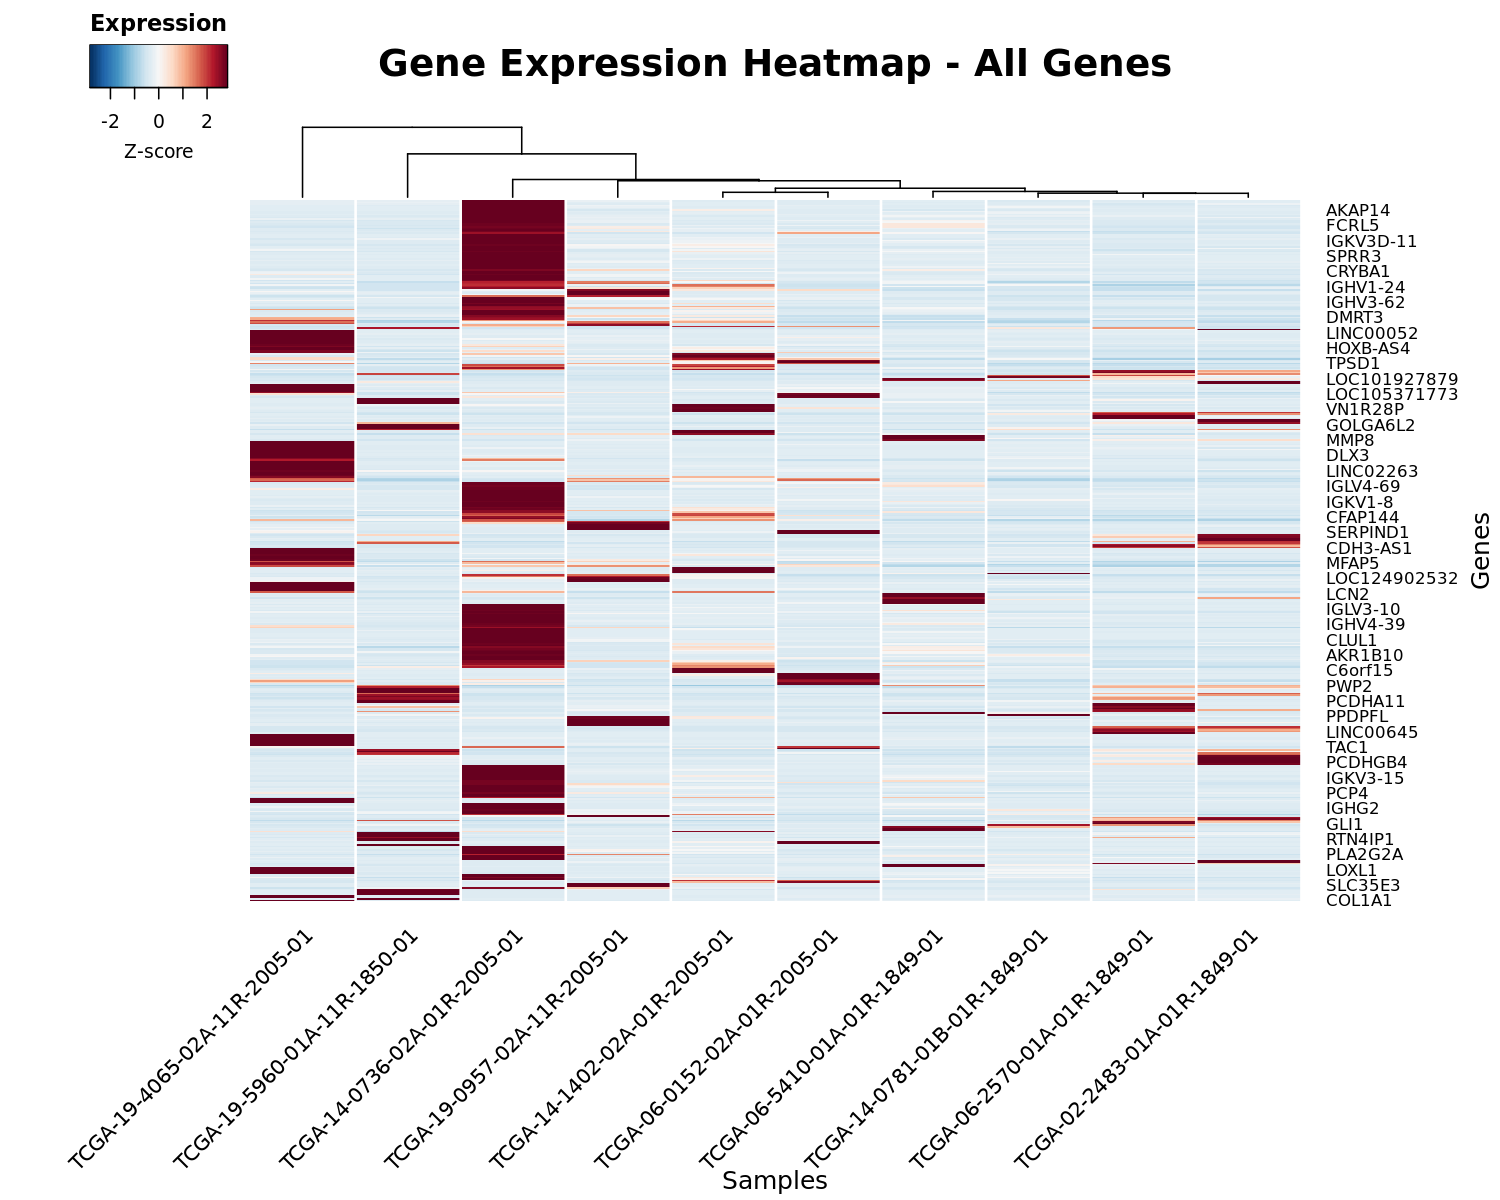 Expression
Gene Expression Heatmap - All Genes
-2 0 2
Z-score
AKAP14
FCRL5
IGKV3D-11
SPRR3
CRYBA1
IGHV1-24
IGHV3-62
DMRT3
LINC00052
HOXB-AS4
TPSD1
LOC101927879
LOC105371773
VN1R28P
GOLGA6L2
MMP8
DLX3
LINC02263
IGLV4-69
IGKV1-8
CFAP144
SERPIND1
CDH3-AS1
MFAP5
LOC124902532
LCN2
IGLV3-10
IGHV4-39
CLUL1
AKR1B10
C6orf15
PWP2
PCDHA11
PPDPFL
LINC00645
TAC1
PCDHGB4
IGKV3-15
PCP4
IGHG2
GLI1
RTN4IP1
PLA2G2A
LOXL1
SLC35E3
COL1A1
Genes
TCGA-19-4065-02A-11R-2005-01
TCGA-19-5960-01A-11R-1850-01
TCGA-14-0736-02A-01R-2005-01
TCGA-19-0957-02A-11R-2005-01
TCGA-14-1402-02A-01R-2005-01
TCGA-06-0152-02A-01R-2005-01
TCGA-06-5410-01A-01R-1849-01
TCGA-14-0781-01B-01R-1849-01
TCGA-06-2570-01A-01R-1849-01
TCGA-02-2483-01A-01R-1849-01
Samples